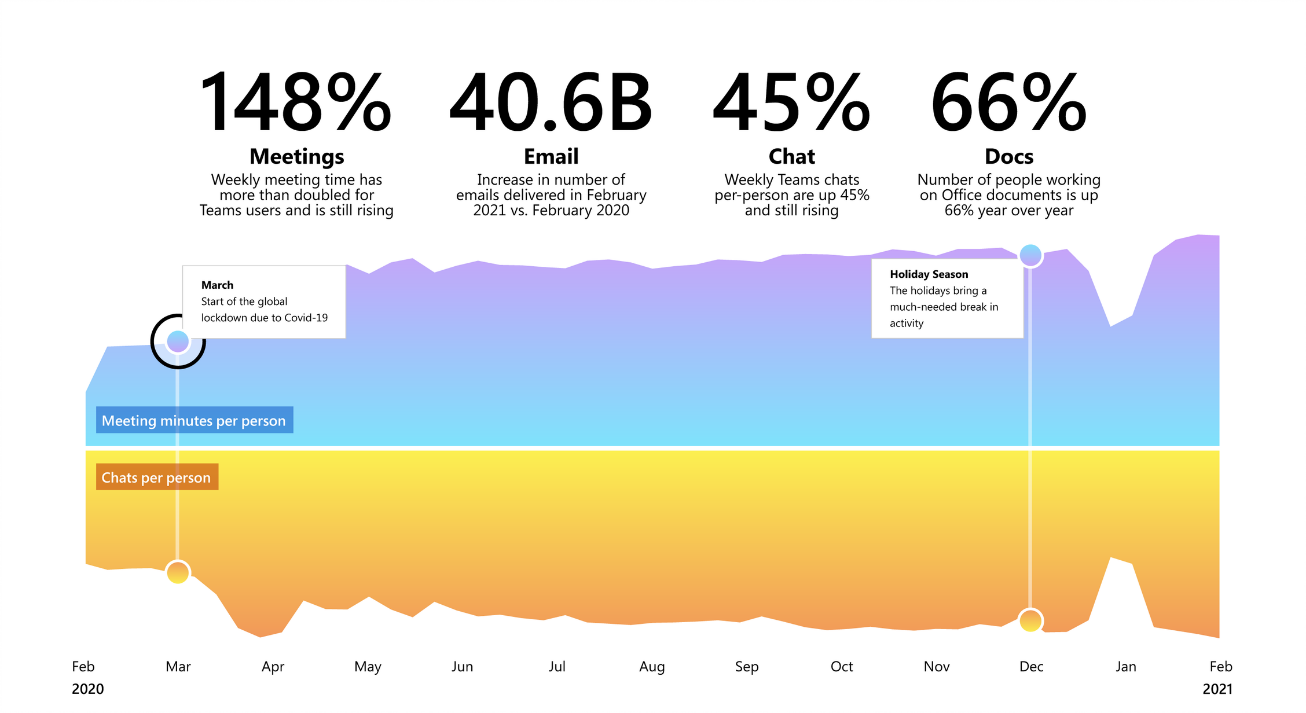 148%
Meetings
Weekly meeting time has
more than doubled for
Teams users and is still rising
40.6B
Email
Increase in number of
emails delivered in February
2021 vs. February 2020
45%
Chat
Weekly Teams chats
per-person are up 45%
and still rising
66%
Docs
Number of people working
on Office documents is up
66% year over year
March
Start of the global
lockdown due to Covid-19
Holiday Season
The holidays bring a
much-needed break in
activity
Meeting minutes per person
Chats per person
Feb Mar Apr May Jun Jul Aug Sep Oct Nov Dec Jan Feb
2020 2021